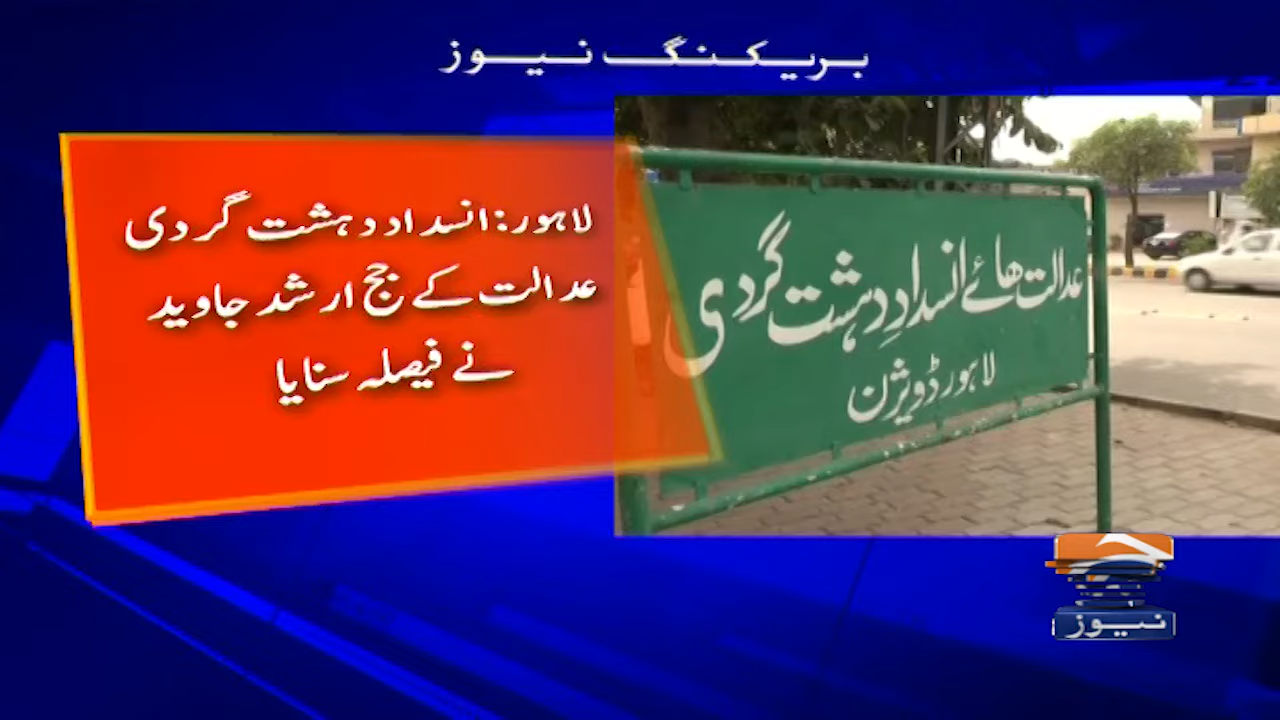 بریکنگ نیوز
لاہور: انسداد دہشت گردی
عدالت کے جج ارشد جاوید
نے فیصلہ سنایا
عدالت ھائے انسدادِ دہشت گردی
لاہور ڈویژن
نیوز